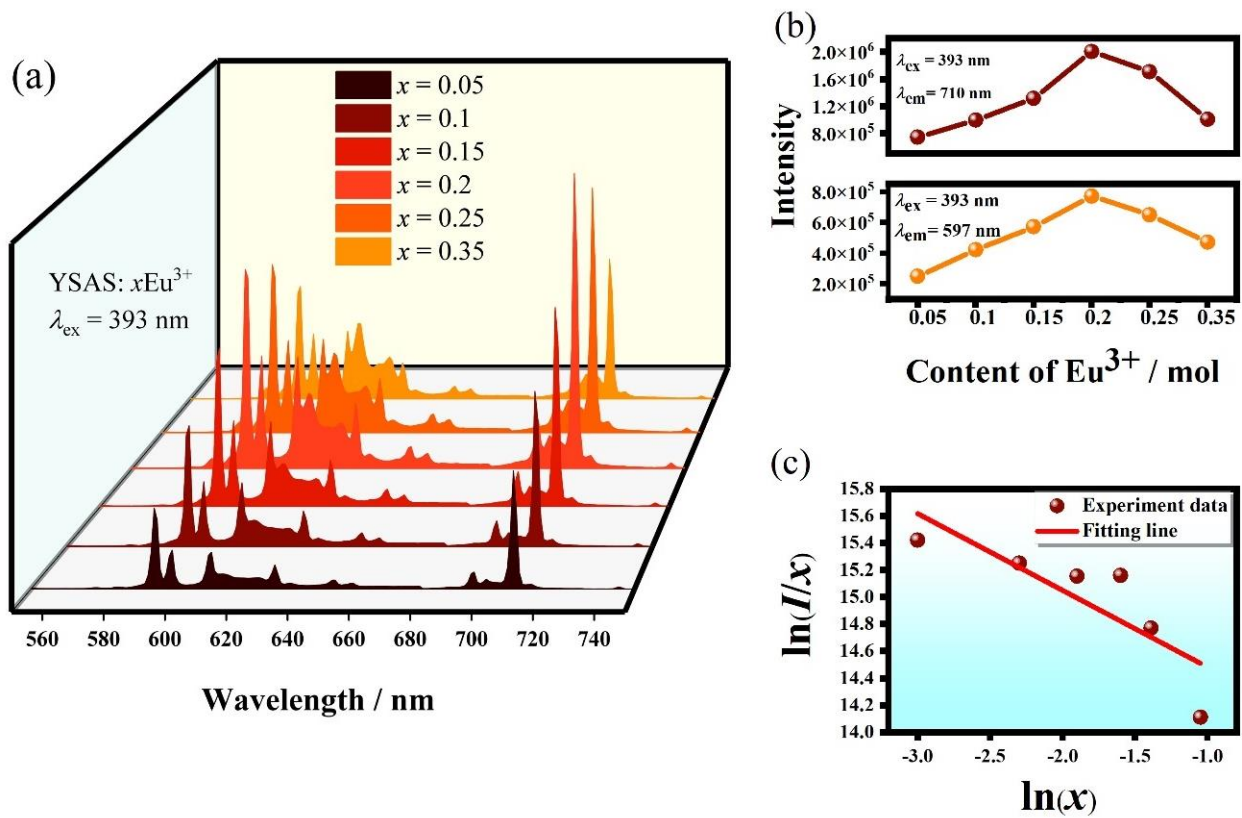 (a)
x = 0.05
x = 0.1
x = 0.15
x = 0.2
x = 0.25
x = 0.35
YSAS: xEu³⁺
λex = 393 nm
560 580 600 620 640 660 680 700 720 740
Wavelength / nm
(b)
2.0×10⁶
1.6×10⁶
1.2×10⁶
8.0×10⁵
λex = 393 nm
λem = 710 nm
8.0×10⁵
6.0×10⁵
4.0×10⁵
2.0×10⁵
λex = 393 nm
λem = 597 nm
Intensity
0.05 0.1 0.15 0.2 0.25 0.35
Content of Eu³⁺ / mol
(c)
15.8
15.6
15.4
15.2
15.0
14.8
14.6
14.4
14.2
14.0
Experiment data
Fitting line
ln(I/x)
-3.0 -2.5 -2.0 -1.5 -1.0
ln(x)